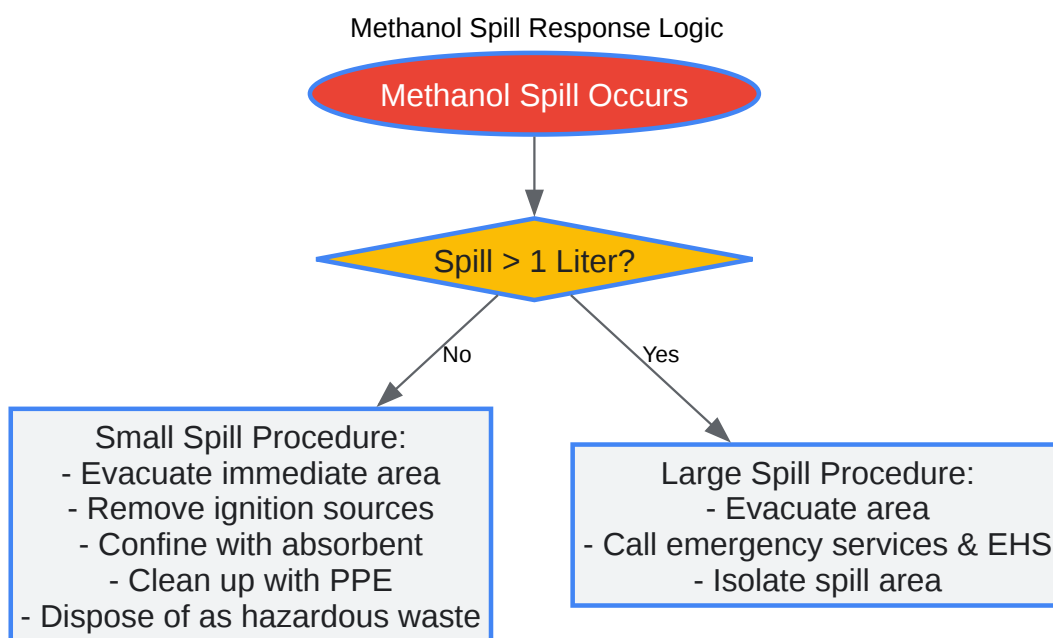 Methanol Spill Response Logic
Methanol Spill Occurs
Spill > 1 Liter?
No
Yes
Small Spill Procedure:
- Evacuate immediate area
- Remove ignition sources
- Confine with absorbent
- Clean up with PPE
- Dispose of as hazardous waste
Large Spill Procedure:
- Evacuate area
- Call emergency services & EHS
- Isolate spill area